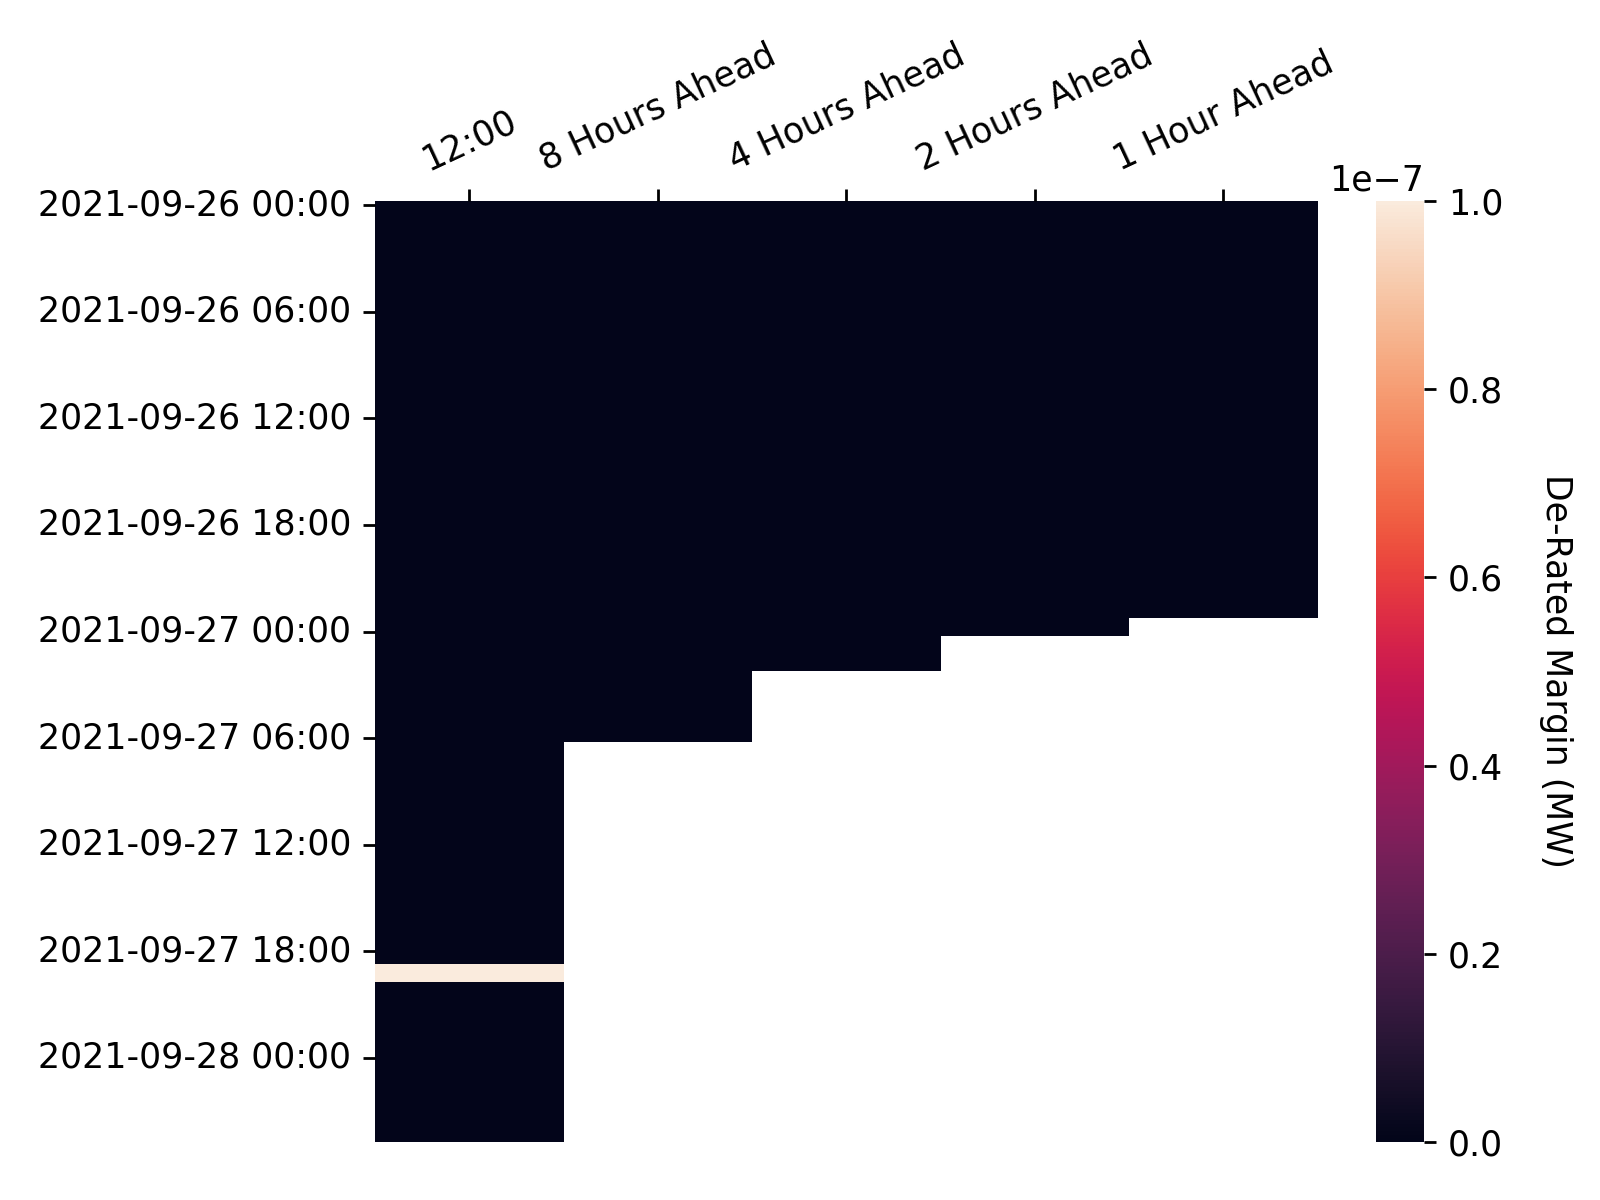 12:00
8 Hours Ahead
4 Hours Ahead
2 Hours Ahead
1 Hour Ahead
2021-09-26 00:00
2021-09-26 06:00
2021-09-26 12:00
2021-09-26 18:00
2021-09-27 00:00
2021-09-27 06:00
2021-09-27 12:00
2021-09-27 18:00
2021-09-28 00:00
1e−7
1.0
0.8
0.6
0.4
0.2
0.0
De-Rated Margin (MW)